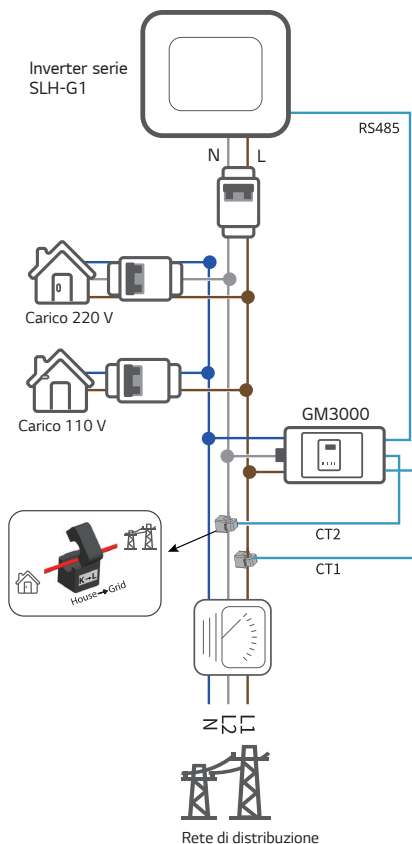 Inverter serie
SLH-G1
RS485
N
L
Carico 220 V
Carico 110 V
GM3000
CT2
K→L
House→Grid
CT1
N
L2
L1
Rete di distribuzione